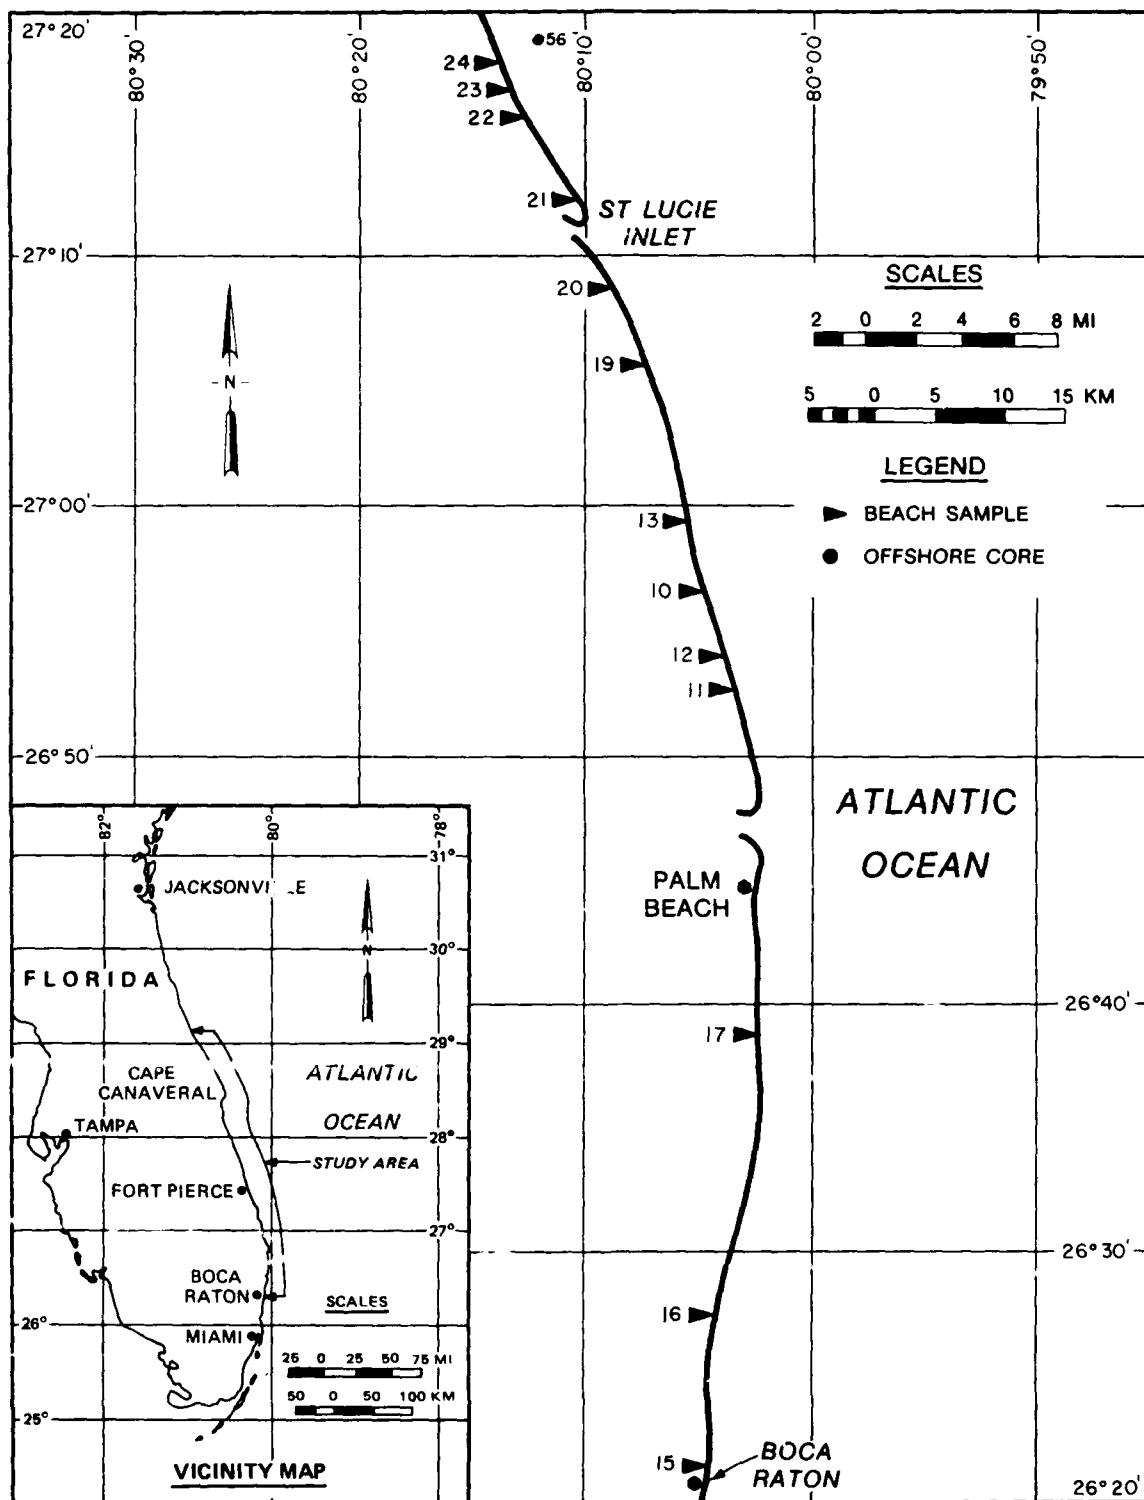 27°20'
80°30'
80°20'
80°10'
80°00'
79°50'
56
24
23
22
21
ST LUCIE
INLET
27°10'
20
SCALES
2 0 2 4 6 8 MI
19
5 0 5 10 15 KM
N
LEGEND
BEACH SAMPLE
OFFSHORE CORE
27°00'
13
10
12
11
26°50'
ATLANTIC
OCEAN
PALM
BEACH
26°40'
17
26°30'
16
15
BOCA
RATON
26°20'
82°
80°
78°
31°
JACKSONVILLE
N
30°
FLORIDA
29°
CAPE
CANAVERAL
ATLANTIC
OCEAN
TAMPA
28°
STUDY AREA
FORT PIERCE
27°
BOCA
RATON
SCALES
26°
MIAMI
25 0 25 50 75 MI
50 0 50 100 KM
25°
VICINITY MAP